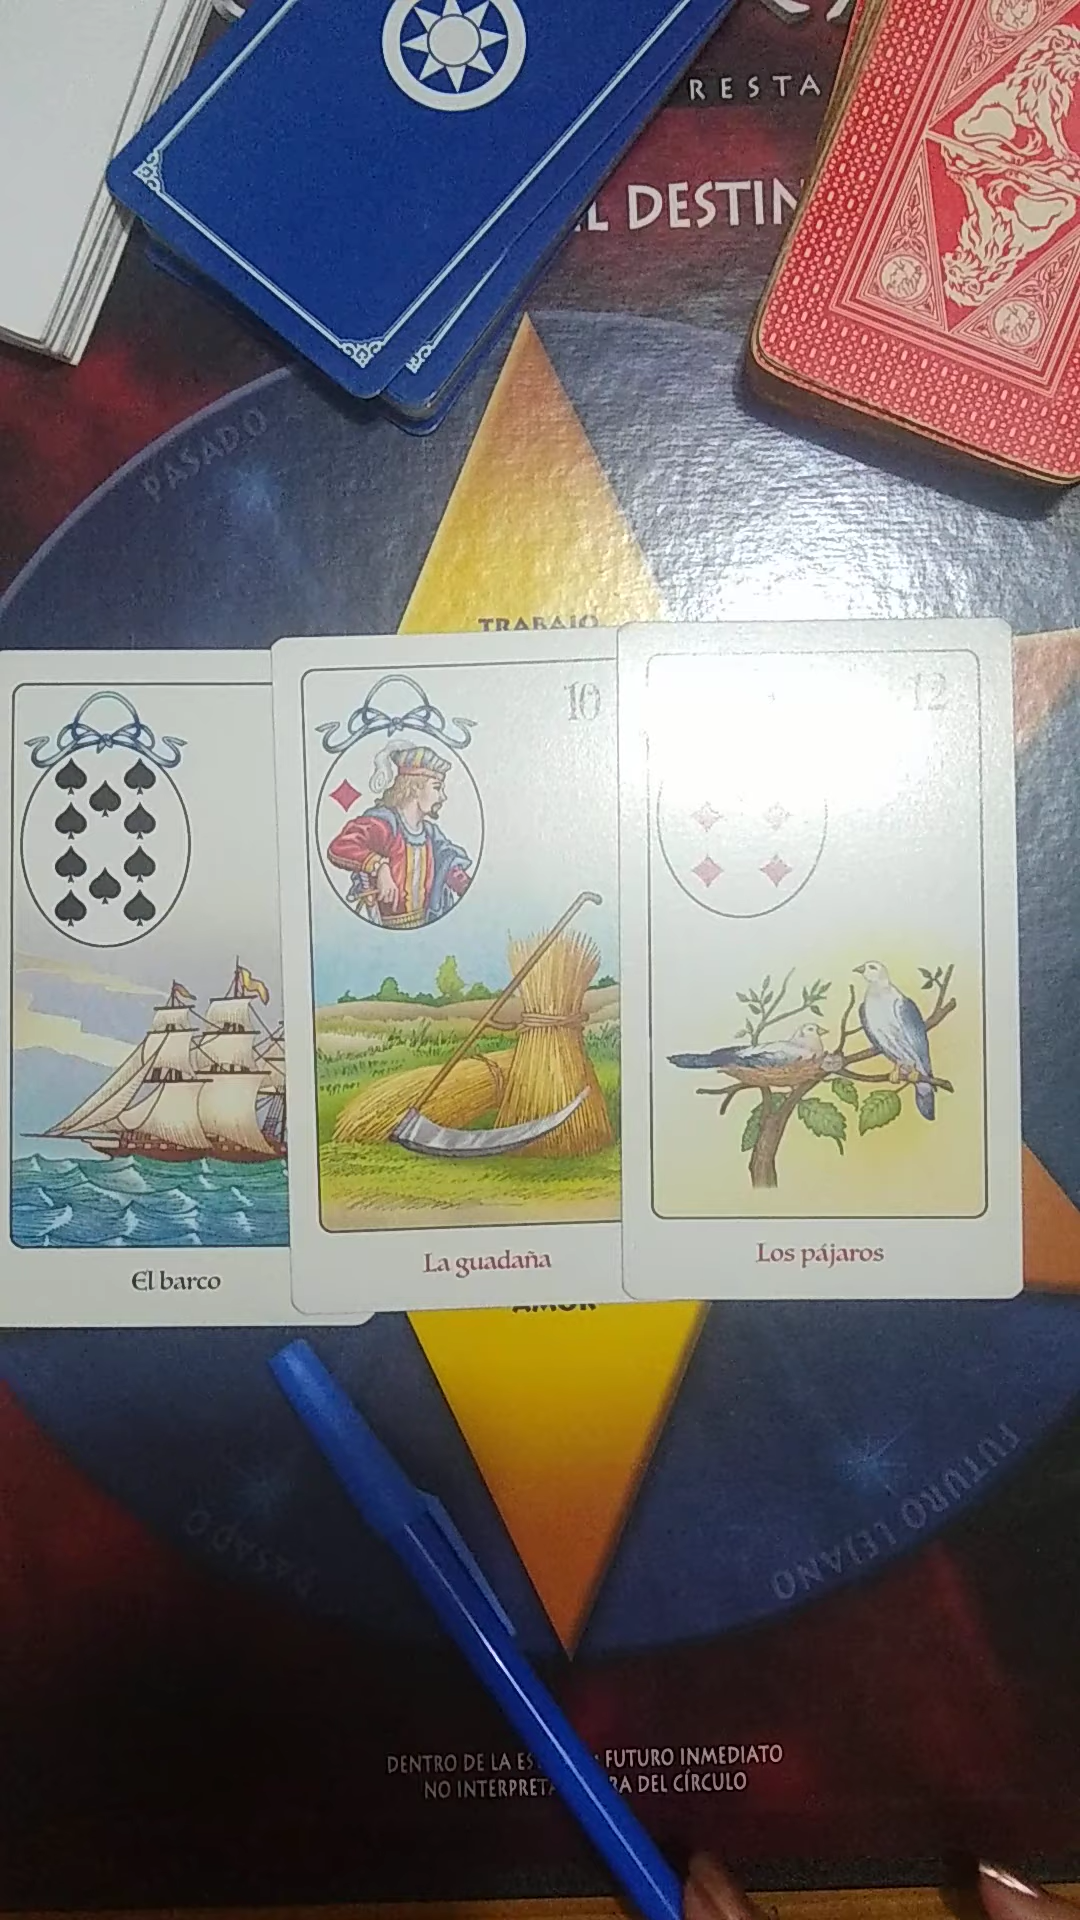 RESTA
EL DESTIN
PASADO
TRABAJO
10
12
El barco
La guadaña
Los pájaros
AMOR
PASADO
FUTURO LEJANO
DENTRO DE LA ES FUTURO INMEDIATO
NO INTERPRETA RA DEL CÍRCULO